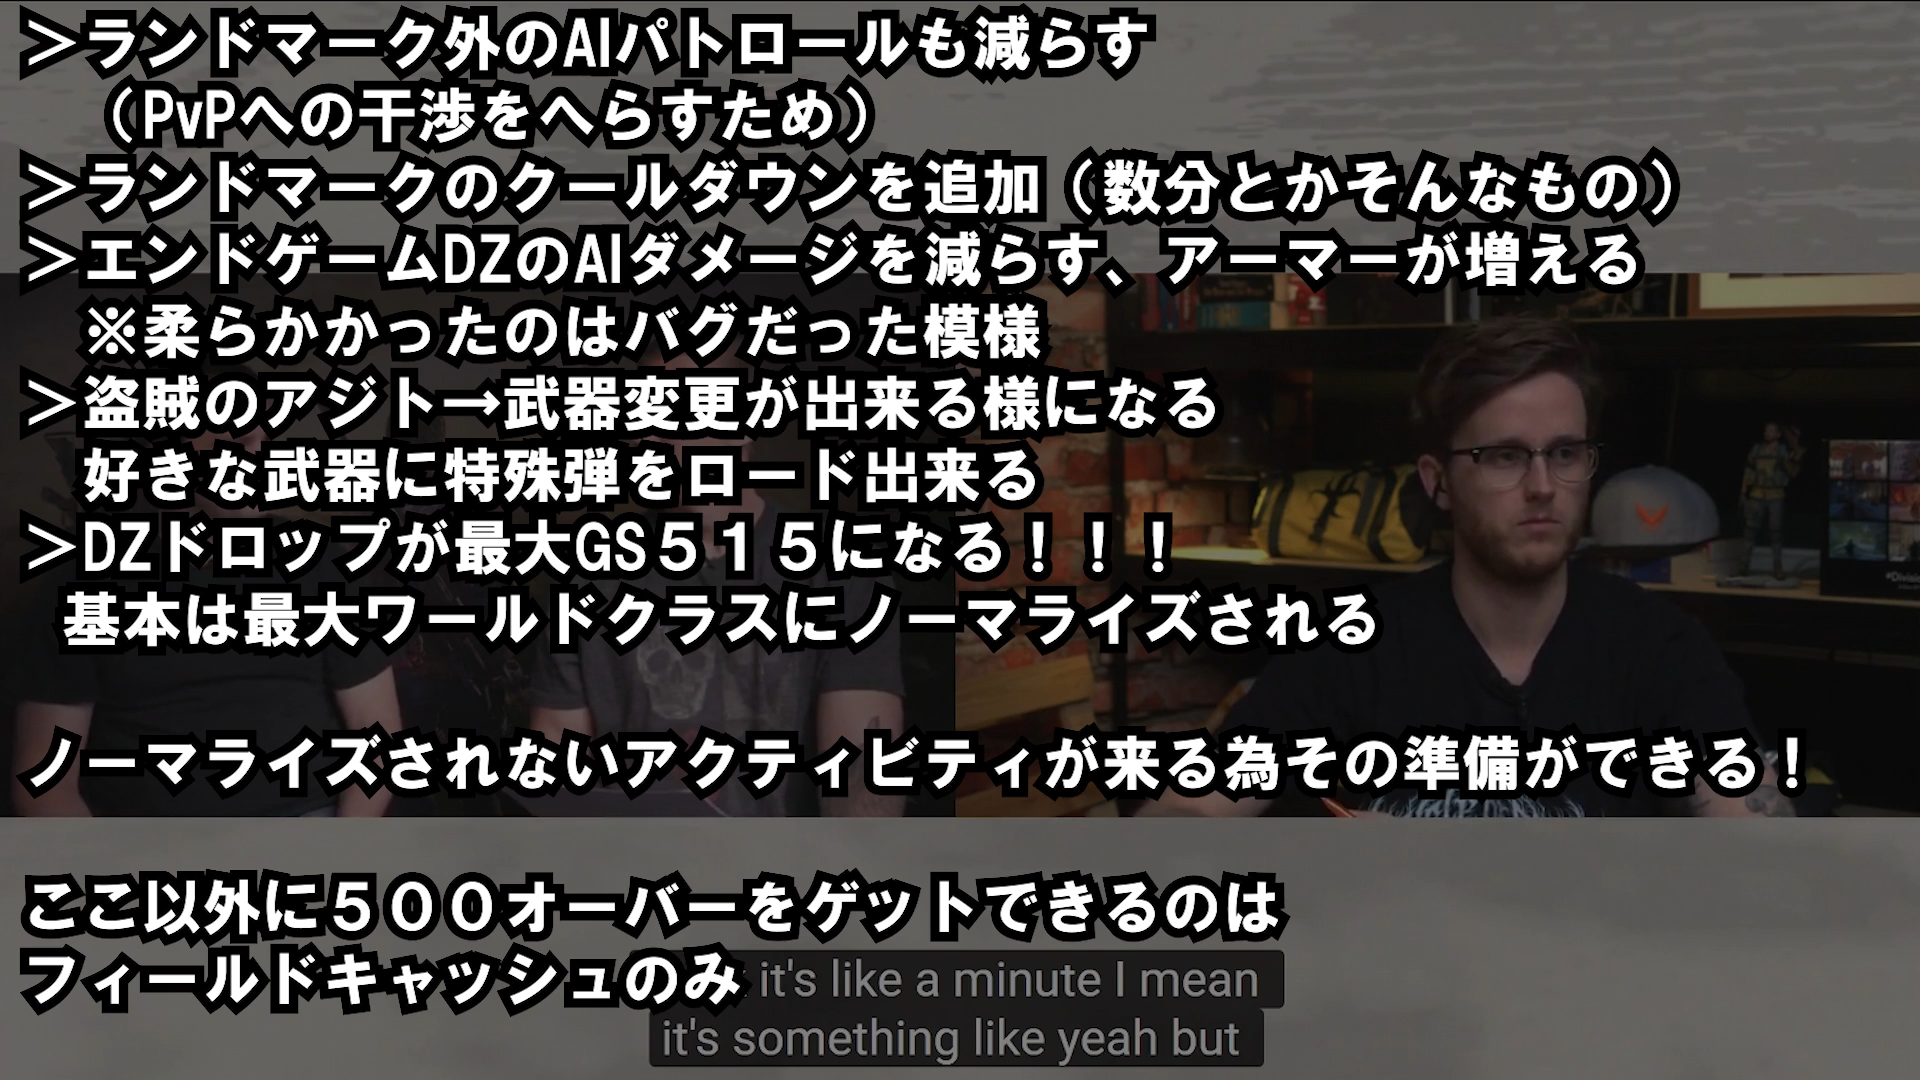 ＞ランドマーク外のAIパトロールも減らす
（PvPへの干渉をへらすため）
＞ランドマークのクールダウンを追加（数分とかそんなもの）
＞エンドゲームDZのAIダメージを減らす、アーマーが増える
※柔らかかったのはバグだった模様
＞盗賊のアジト→武器変更が出来る様になる
好きな武器に特殊弾をロード出来る
＞DZドロップが最大GS５１５になる！！！
基本は最大ワールドクラスにノーマライズされる
ノーマライズされないアクティビティが来る為その準備ができる！
ここ以外に５００オーバーをゲットできるのは
フィールドキャッシュのみ
it's like a minute I mean
it's something like yeah but